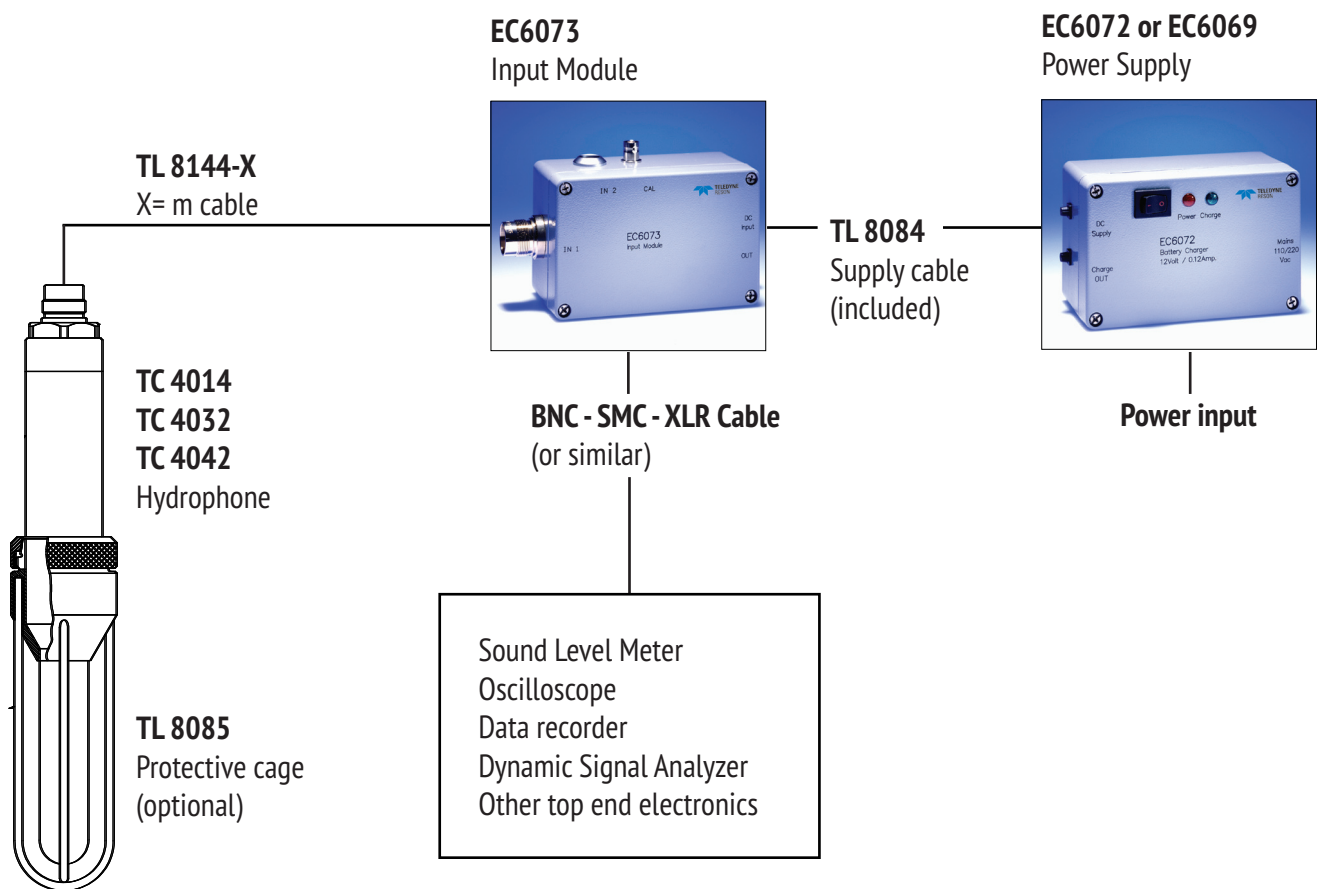 EC6073
Input Module
EC6072 or EC6069
Power Supply
TL 8144-X
X= m cable
IN 2
CAL
TELEDYNE
RESON
DC
Input
IN 1
EC6073
Input Module
OUT
TL 8084
Supply cable
(included)
TELEDYNE
RESON
Power Charge
DC
Supply
EC6072
Battery Charger
12Volt / 0.12Amp.
Mains
110/220
Vac
Charge
OUT
TC 4014
TC 4032
TC 4042
Hydrophone
BNC - SMC - XLR Cable
(or similar)
Power input
Sound Level Meter
Oscilloscope
Data recorder
Dynamic Signal Analyzer
Other top end electronics
TL 8085
Protective cage
(optional)